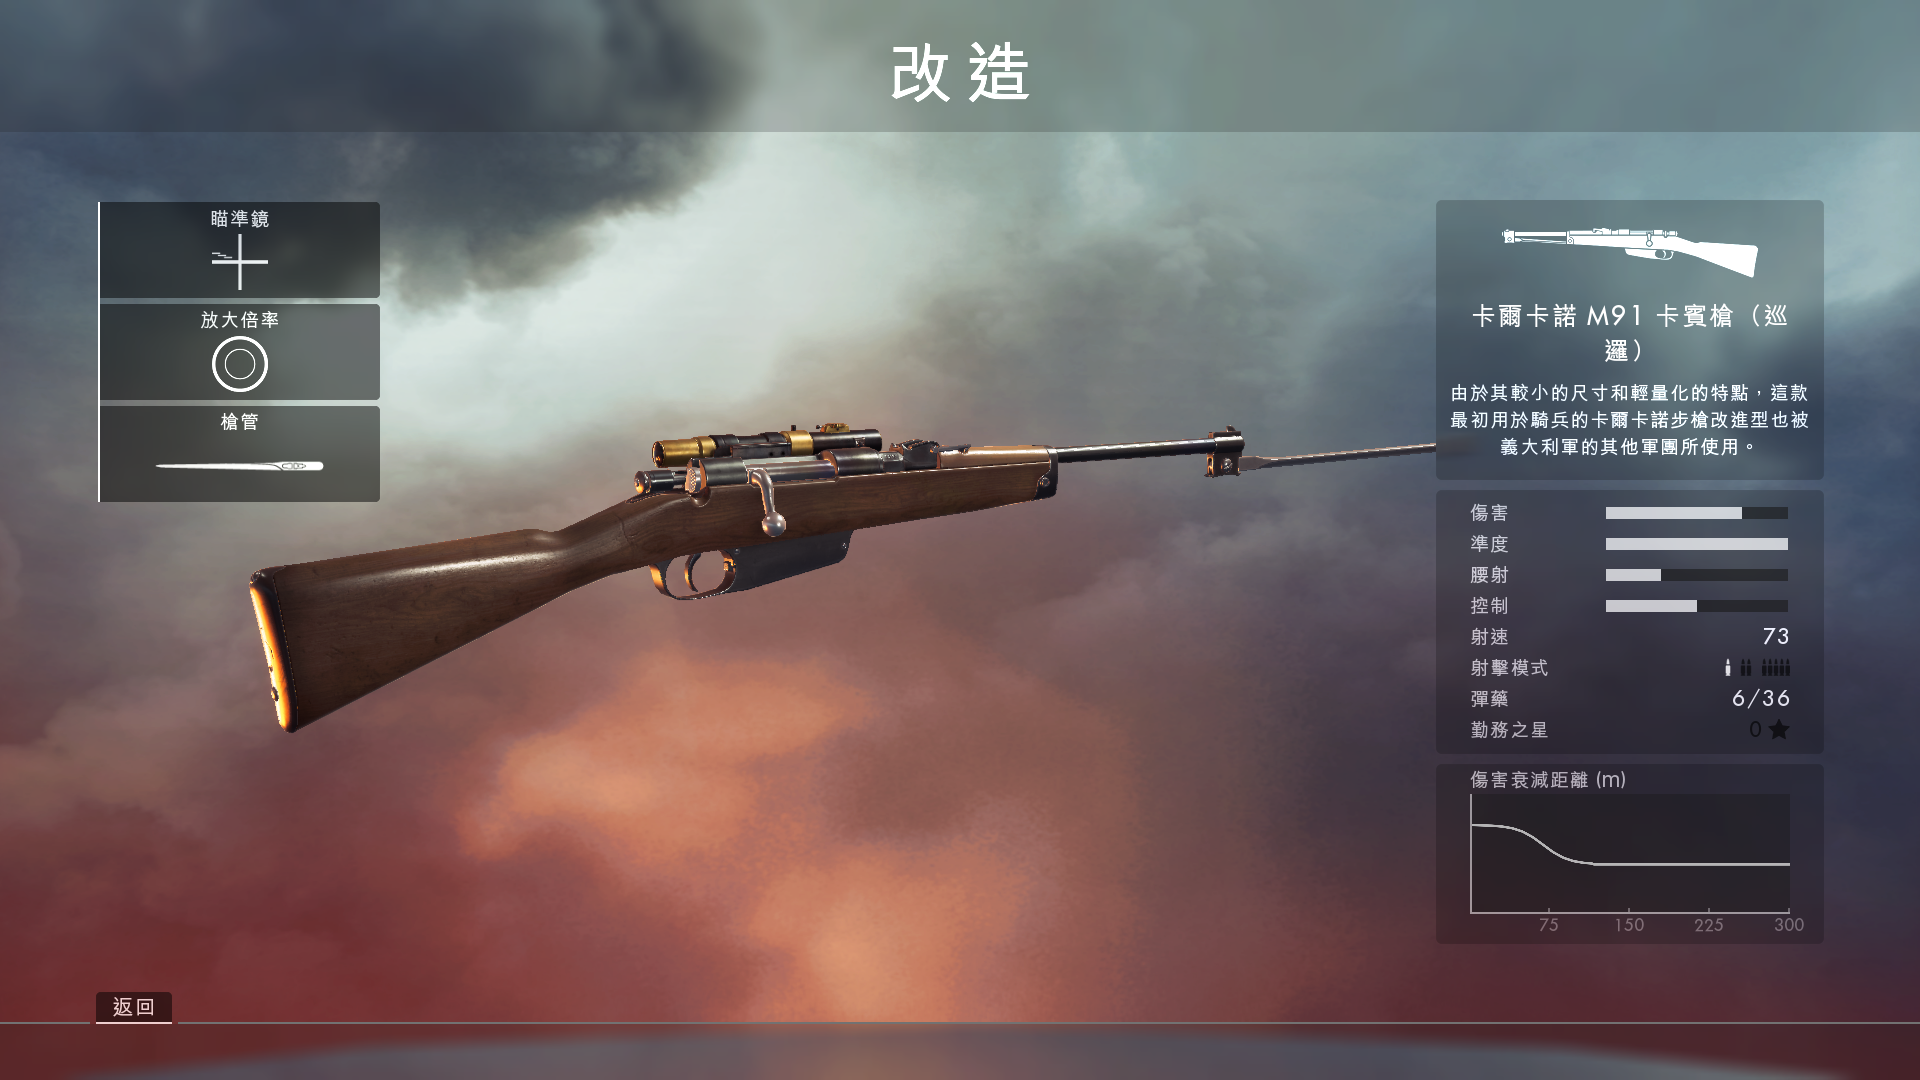 改造
瞄準鏡
放大倍率
槍管
卡爾卡諾 M91 卡賓槍（巡
邏）
由於其較小的尺寸和輕量化的特點，這款
最初用於騎兵的卡爾卡諾步槍改進型也被
義大利軍的其他軍團所使用。
傷害
準度
腰射
控制
射速 73
射擊模式
彈藥 6/36
勤務之星 0
傷害衰減距離 (m)
75 150 225 300
返回